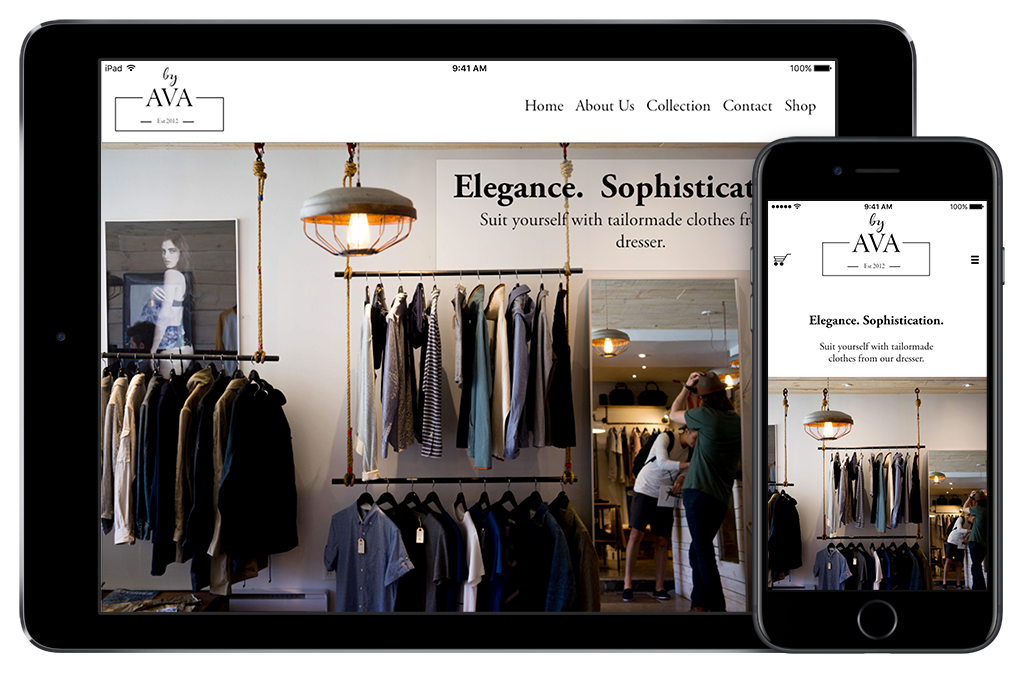 iPad 9:41 AM 100%
by
AVA
Est 2012
Home About Us Collection Contact Shop
Elegance. Sophisticat
Suit yourself with tailormade clothes fr
dresser.
9:41 AM 100%
by
AVA
Est 2012
Elegance. Sophistication.
Suit yourself with tailormade
clothes from our dresser.